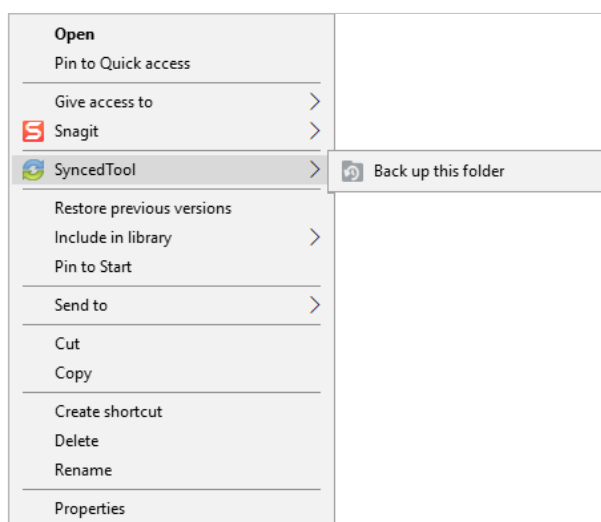 Open
Pin to Quick access
Give access to
Snagit
SyncedTool
Back up this folder
Restore previous versions
Include in library
Pin to Start
Send to
Cut
Copy
Create shortcut
Delete
Rename
Properties